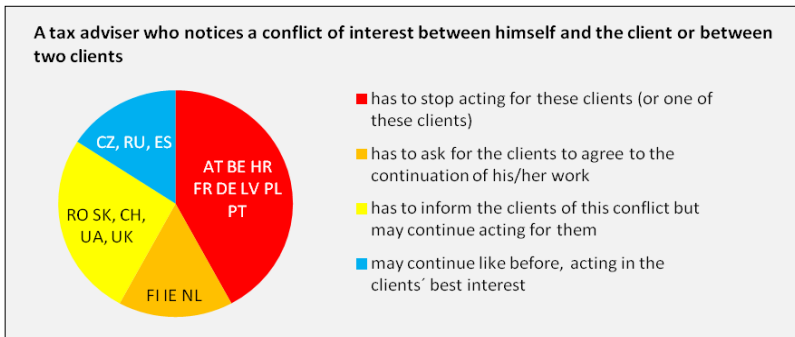 A tax adviser who notices a conflict of interest between himself and the client or between
two clients
CZ, RU, ES
AT BE HR
FR DE LV PL
PT
RO SK, CH,
UA, UK
FI IE NL
has to stop acting for these clients (or one of
these clients)
has to ask for the clients to agree to the
continuation of his/her work
has to inform the clients of this conflict but
may continue acting for them
may continue like before,  acting in the
clients´ best interest